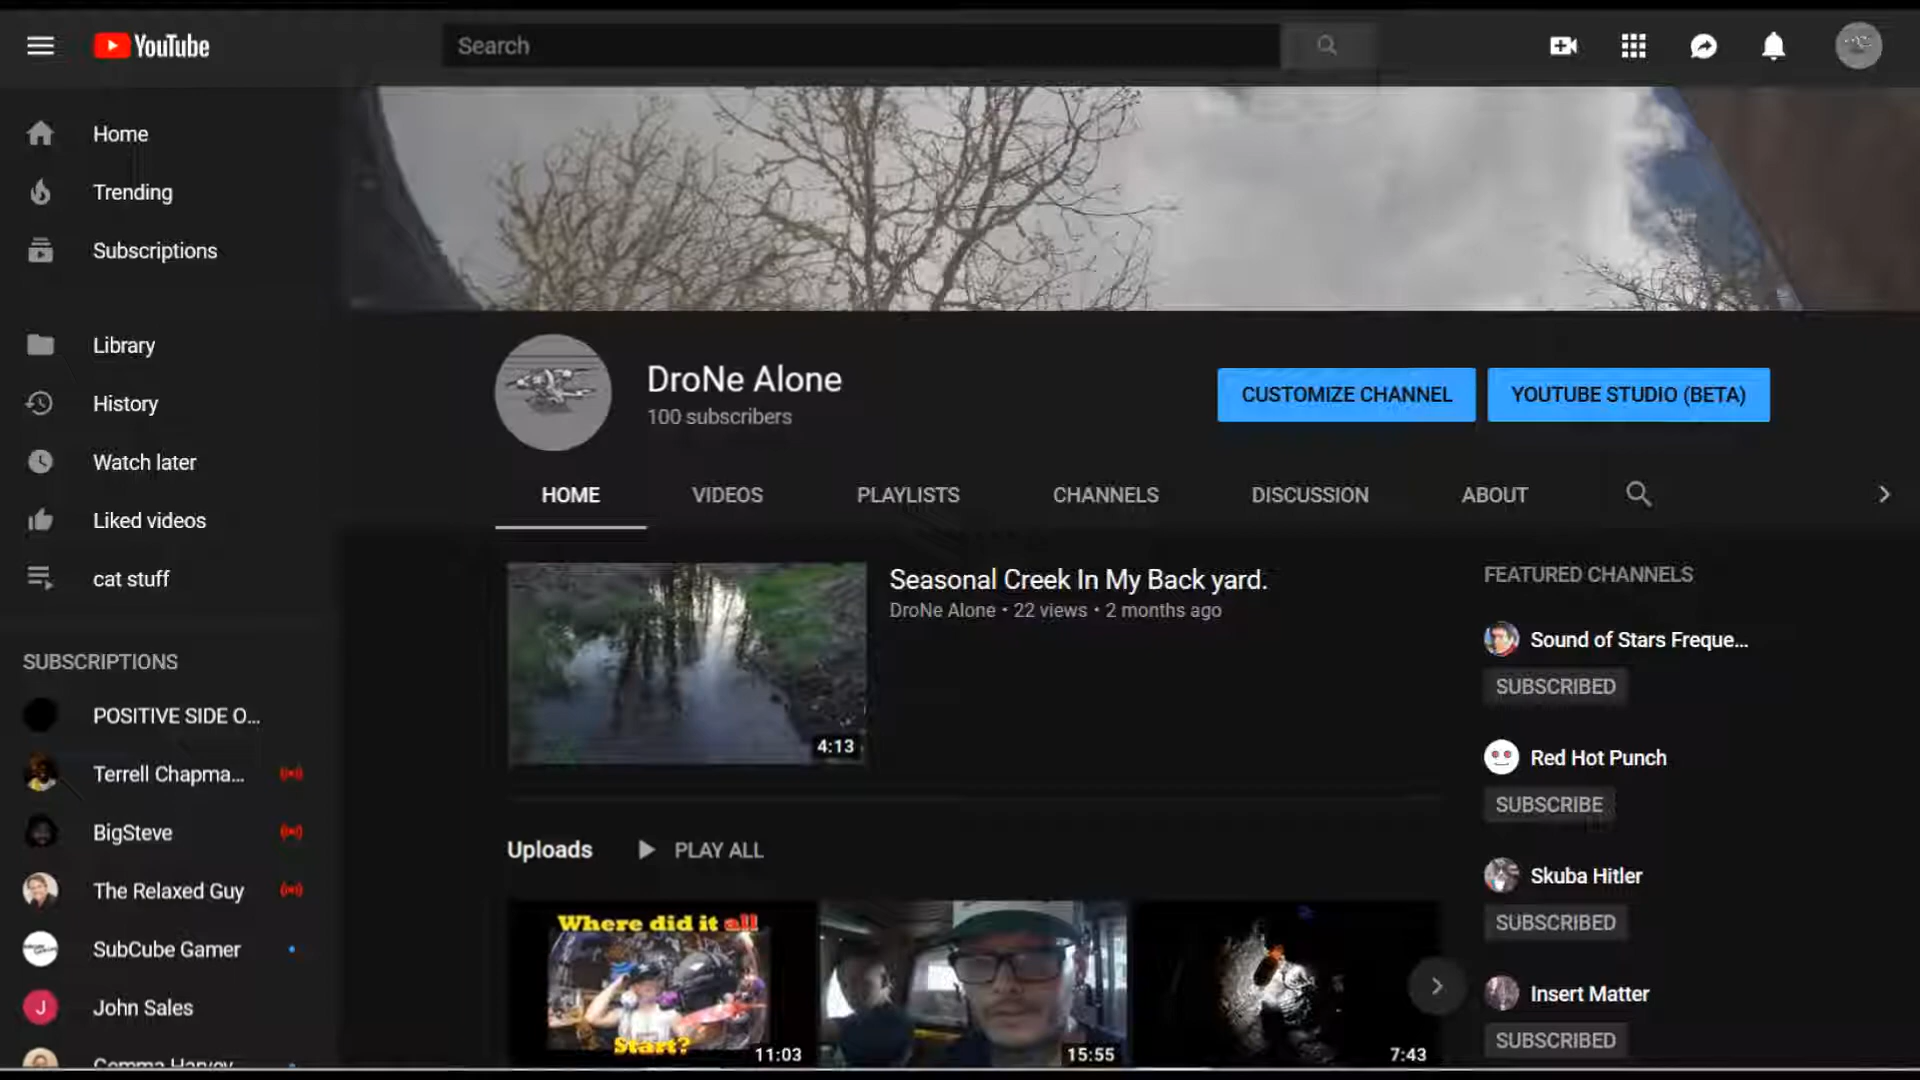 YouTube
Search
Home
Trending
Subscriptions
Library
History
Watch later
Liked videos
cat stuff
SUBSCRIPTIONS
POSITIVE SIDE O...
Terrell Chapma...
BigSteve
The Relaxed Guy
SubCube Gamer
J
John Sales
DroNe Alone
100 subscribers
CUSTOMIZE CHANNEL
YOUTUBE STUDIO (BETA)
HOME VIDEOS PLAYLISTS CHANNELS DISCUSSION ABOUT
Seasonal Creek In My Back yard.
DroNe Alone • 22 views • 2 months ago
4:13
Uploads
PLAY ALL
Where did it all
Start?
11:03
15:55
7:43
FEATURED CHANNELS
Sound of Stars Freque...
SUBSCRIBED
Red Hot Punch
SUBSCRIBE
Skuba Hitler
SUBSCRIBED
Insert Matter
SUBSCRIBED